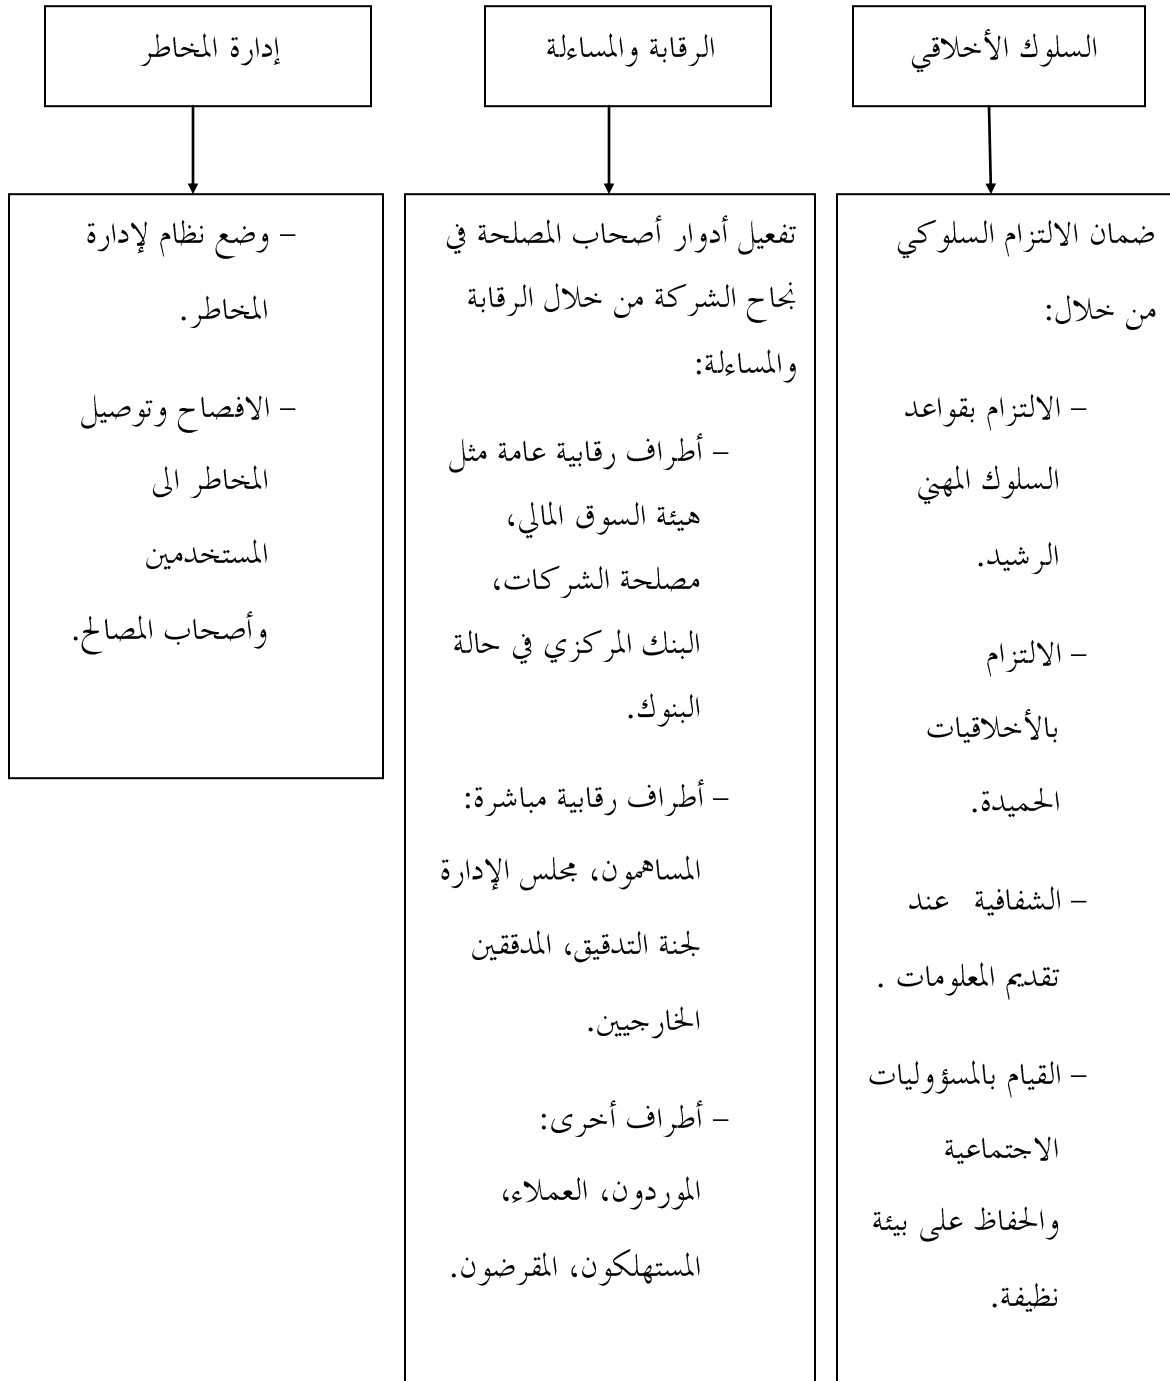 السلوك الأخلاقي
ضمان الالتزام السلوكي
من خلال:
– الالتزام بقواعد
السلوك المهني
الرشيد.
– الالتزام
بالأخلاقيات
الحميدة.
– الشفافية عند
تقديم المعلومات .
– القيام بالمسؤوليات
الاجتماعية
والحفاظ على بيئة
نظيفة.
الرقابة والمساءلة
تفعيل أدوار أصحاب المصلحة في
نجاح الشركة من خلال الرقابة
والمساءلة:
– أطراف رقابية عامة مثل
هيئة السوق المالي،
مصلحة الشركات،
البنك المركزي في حالة
البنوك.
– أطراف رقابية مباشرة:
المساهمون، مجلس الإدارة
لجنة التدقيق، المدققين
الخارجيين.
– أطراف أخرى:
الموردون، العملاء،
المستهلكون، المقرضون.
إدارة المخاطر
– وضع نظام لإدارة
المخاطر.
– الافصاح وتوصيل
المخاطر الى
المستخدمين
وأصحاب المصالح.